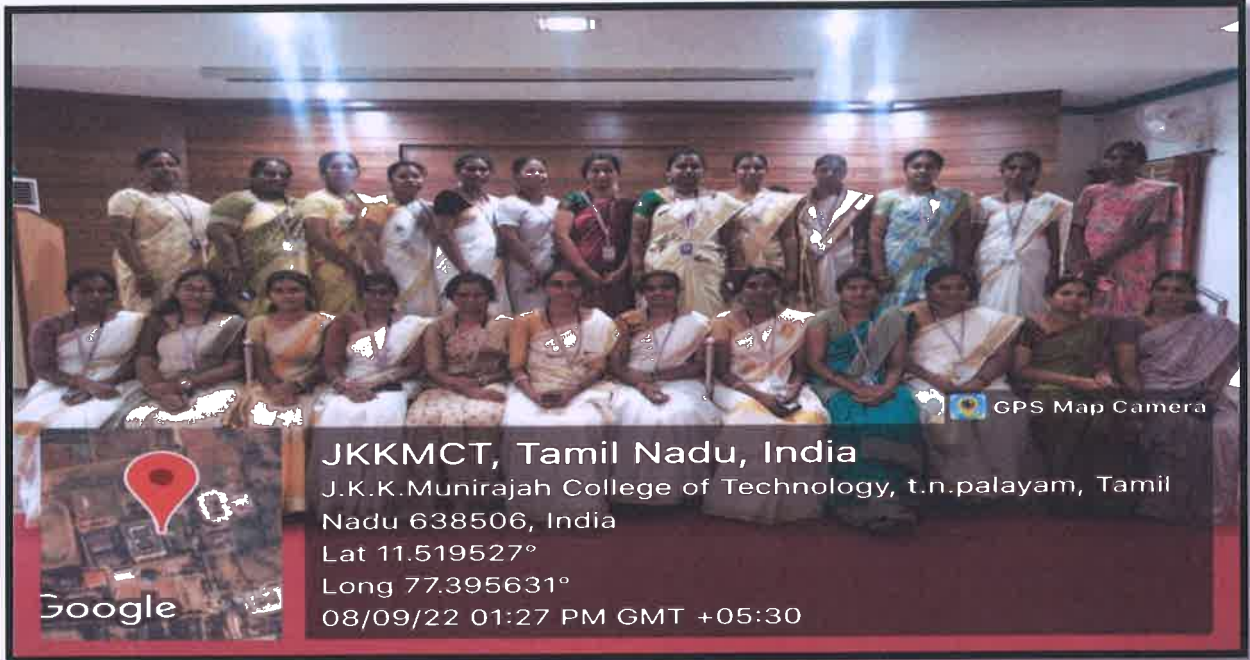 GPS Map Camera
JKKMCT, Tamil Nadu, India
J.K.K.Munirajah College of Technology, t.n.palayam, Tamil
Nadu 638506, India
Lat 11.519527°
Long 77.395631°
08/09/22 01:27 PM GMT +05:30
Google